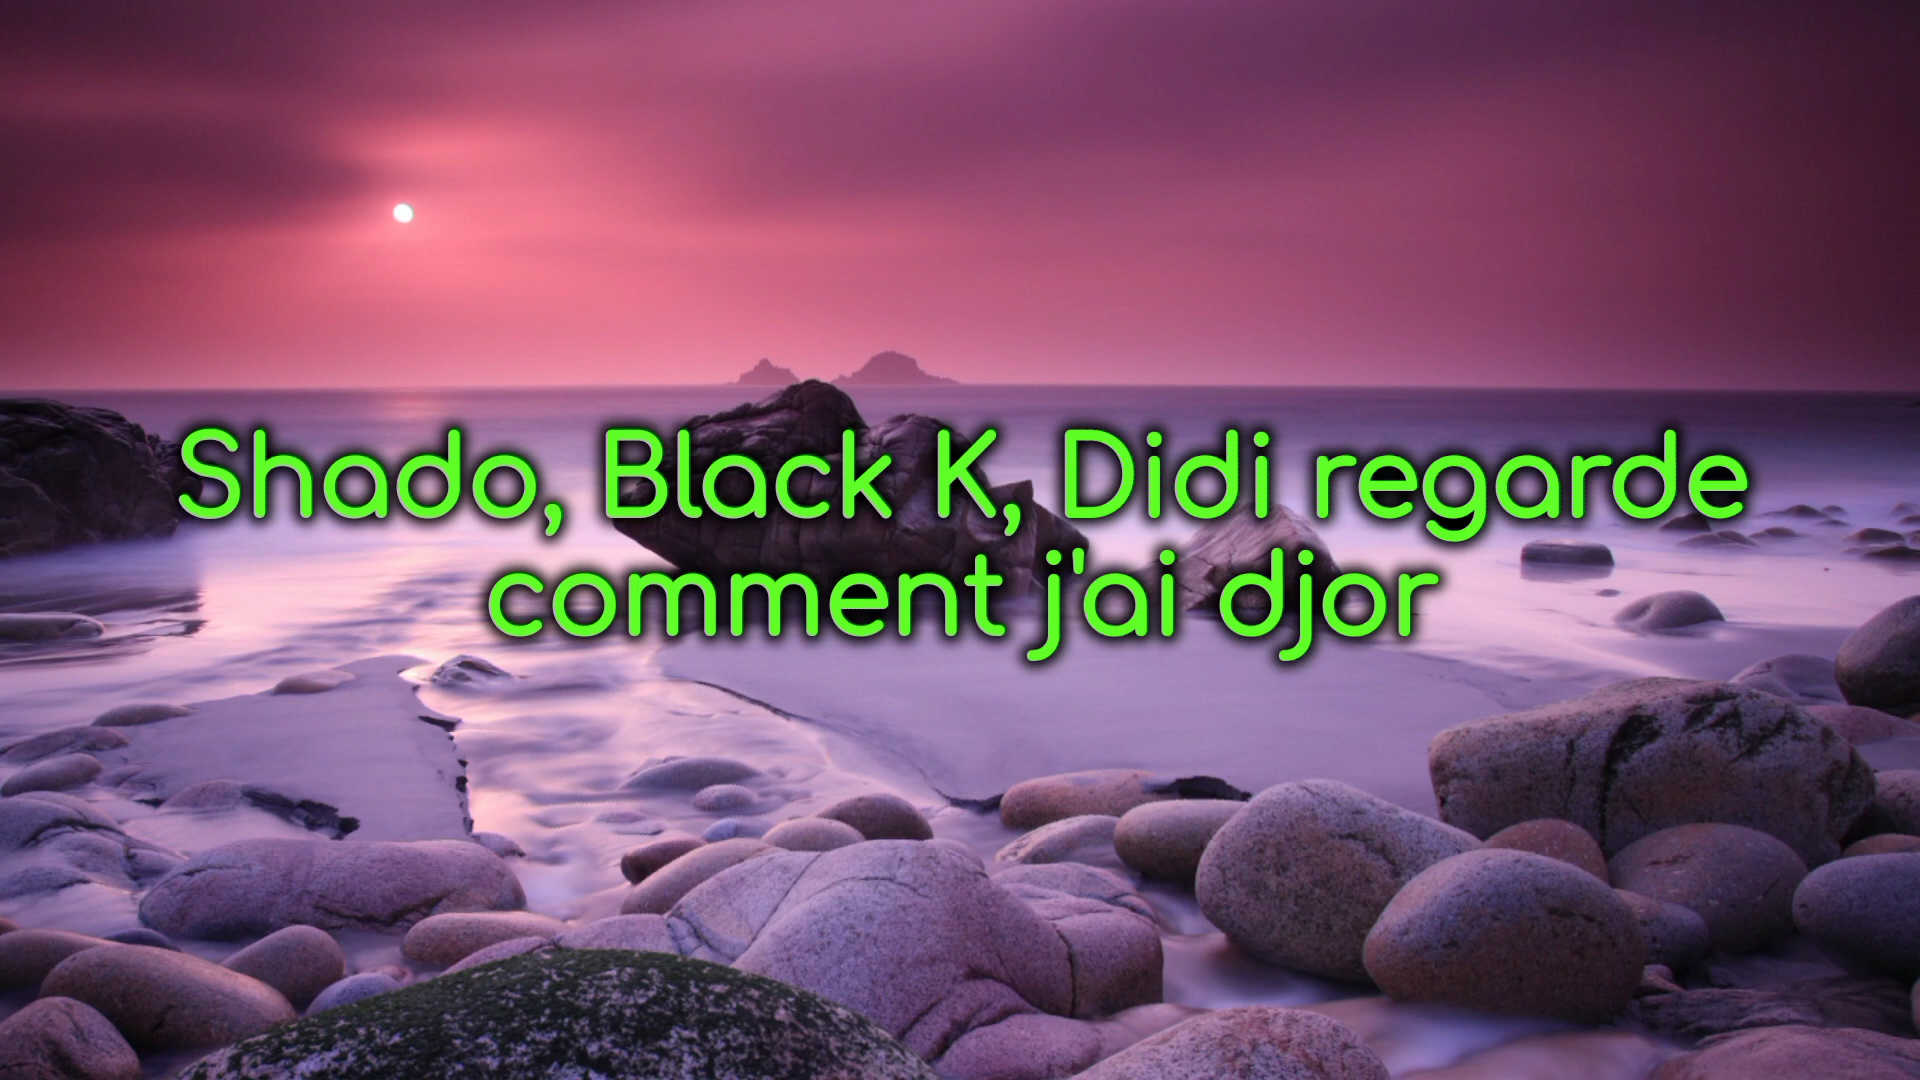 Shado, Black K, Didi regarde
comment j'ai djor